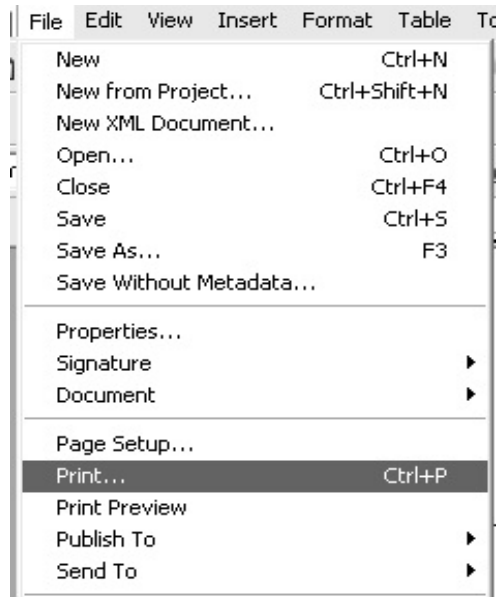 File Edit View Insert Format Table
New Ctrl+N
New from Project... Ctrl+Shift+N
New XML Document...
Open... Ctrl+O
Close Ctrl+F4
Save Ctrl+S
Save As... F3
Save Without Metadata...
Properties...
Signature
Document
Page Setup...
Print... Ctrl+P
Print Preview
Publish To
Send To